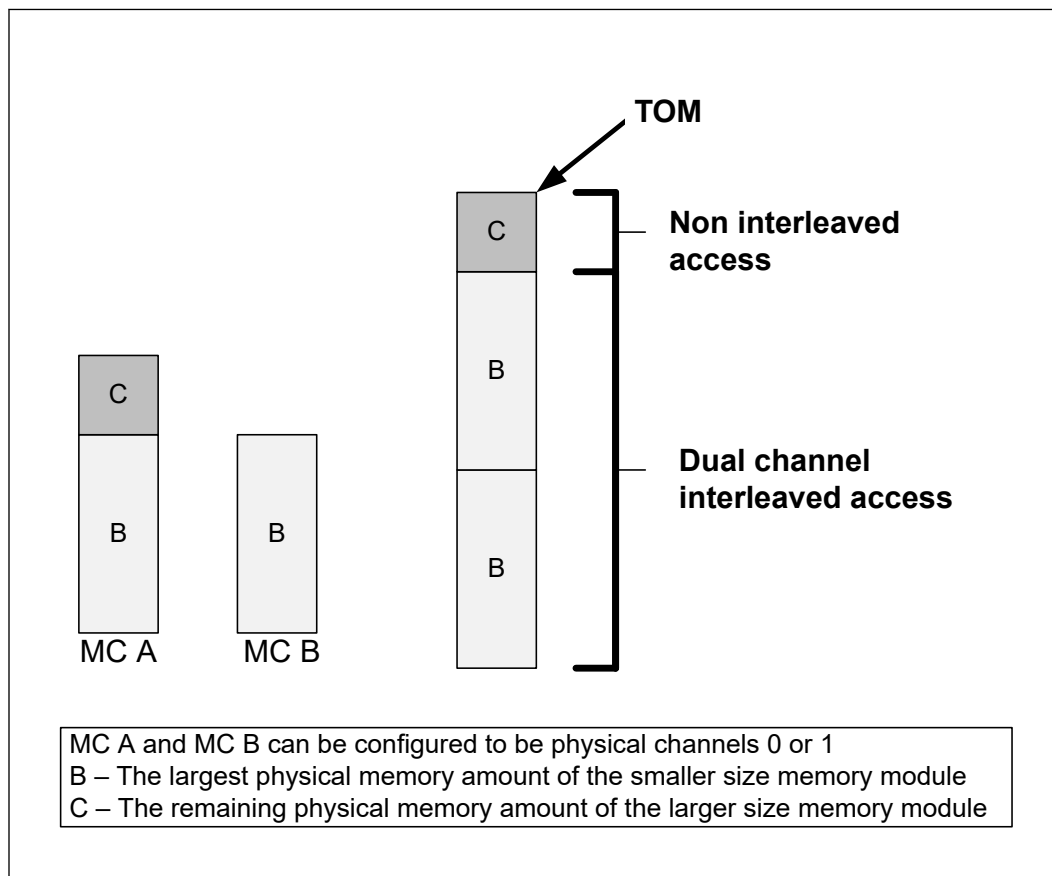 TOM
C
Non interleaved
access
B
C
B
B
Dual channel
interleaved access
B
MC A
MC B
MC A and MC B can be configured to be physical channels 0 or 1
B – The largest physical memory amount of the smaller size memory module
C – The remaining physical memory amount of the larger size memory module